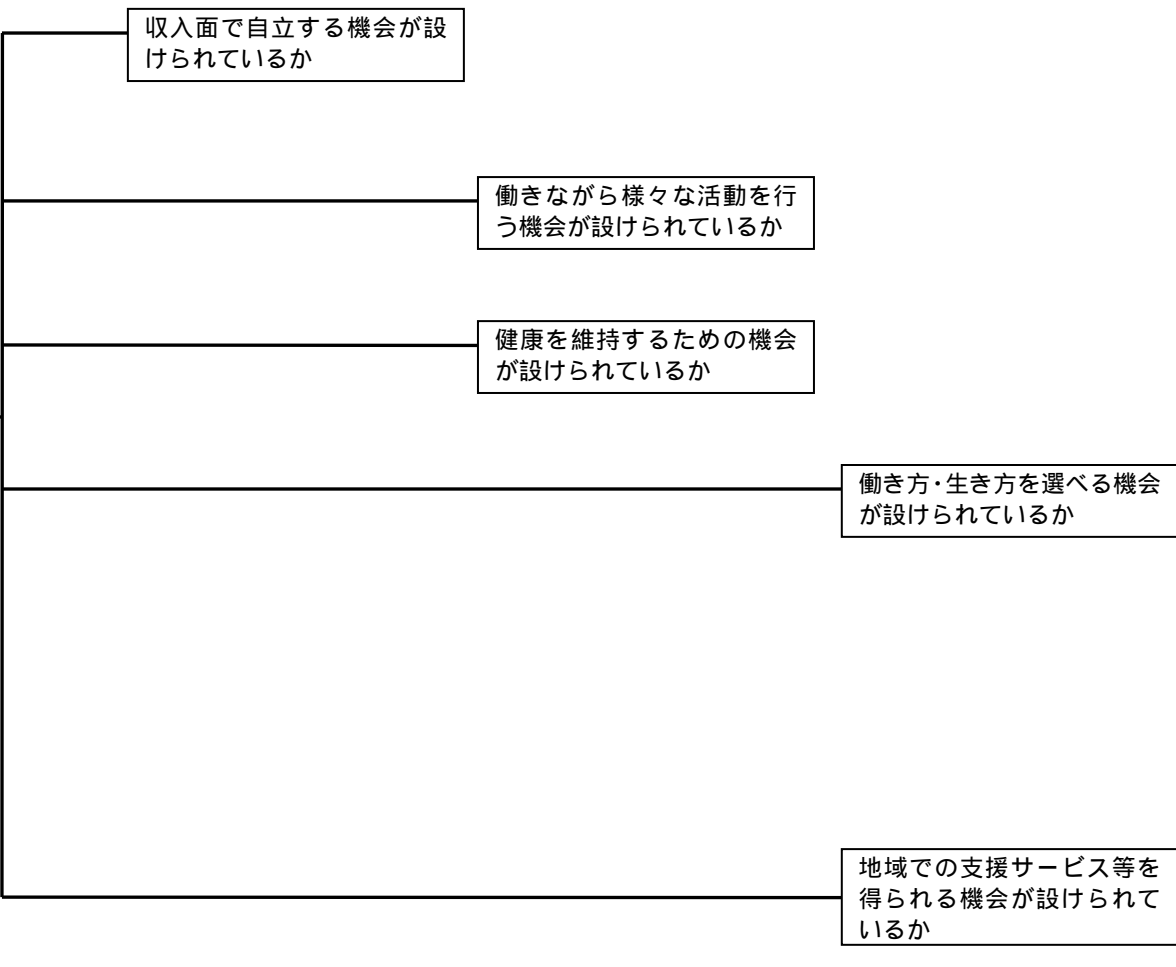 収入面で自立する機会が設
けられているか
働きながら様々な活動を行
う機会が設けられているか
健康を維持するための機会
が設けられているか
働き方・生き方を選べる機会
が設けられているか
地域での支援サービス等を
得られる機会が設けられて
いるか